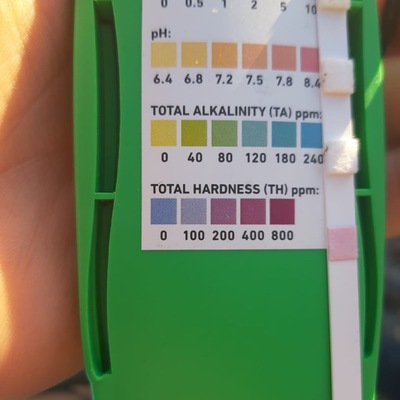 0 0.5 1 2 5 10
pH:
6.4 6.8 7.2 7.5 7.8 8.4
TOTAL ALKALINITY (TA) ppm:
0 40 80 120 180 240
TOTAL HARDNESS (TH) ppm:
0 100 200 400 800